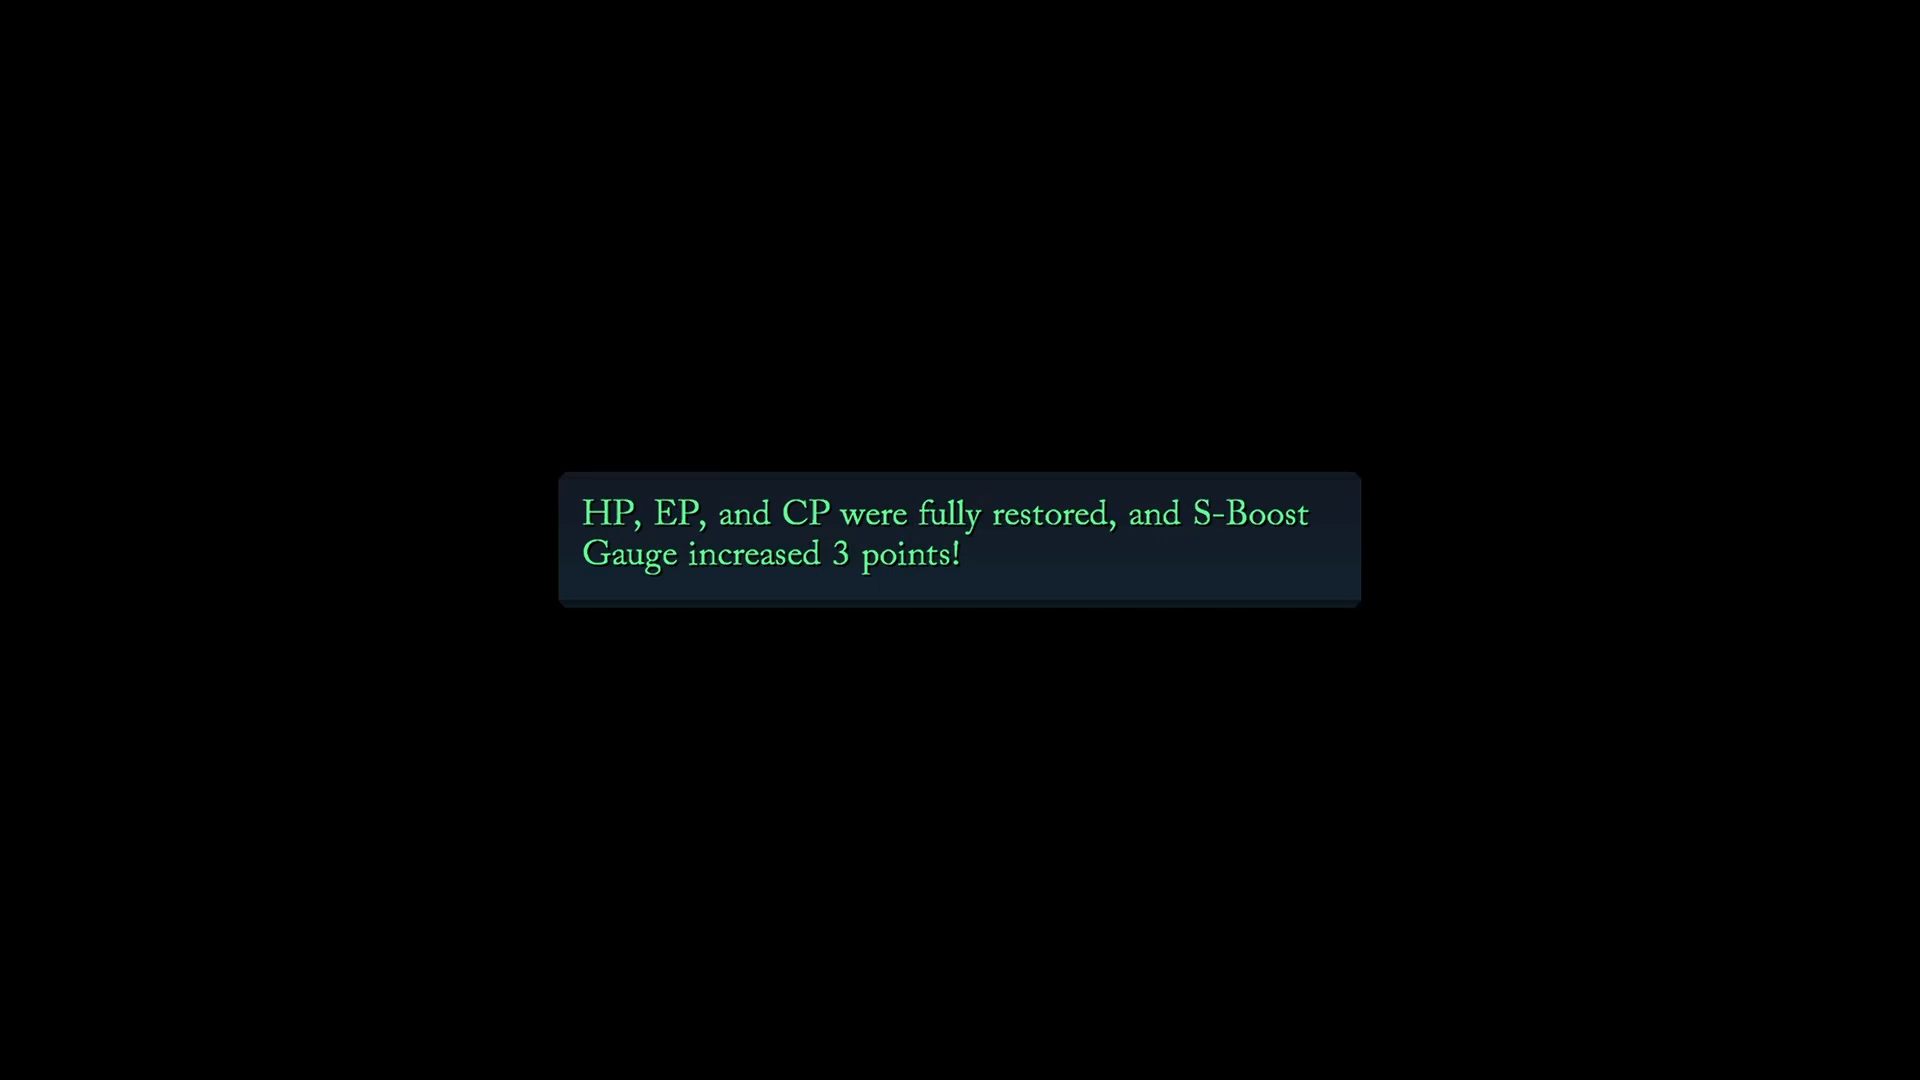 HP, EP, and CP were fully restored, and S-Boost
Gauge increased 3 points!